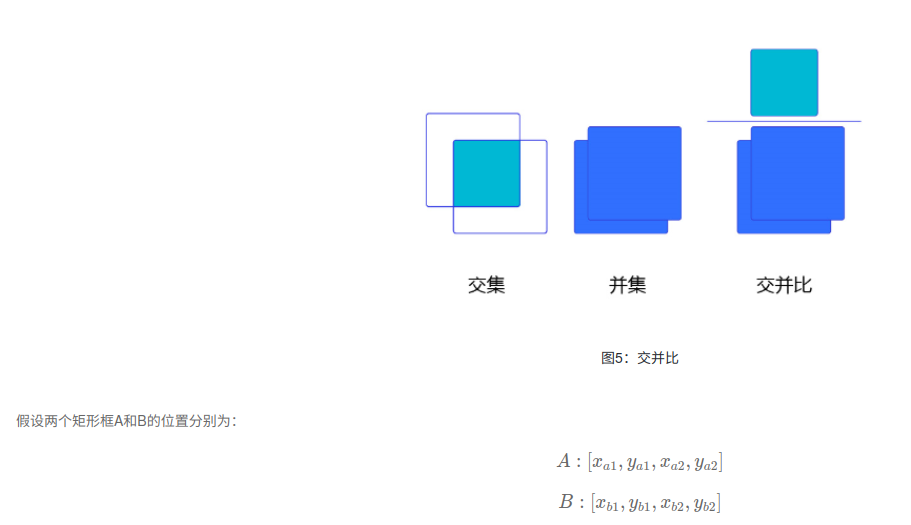 交集 并集 交并比
图5：交并比
假设两个矩形框A和B的位置分别为：
A : [x_{a1}, y_{a1}, x_{a2}, y_{a2}]
B : [x_{b1}, y_{b1}, x_{b2}, y_{b2}]